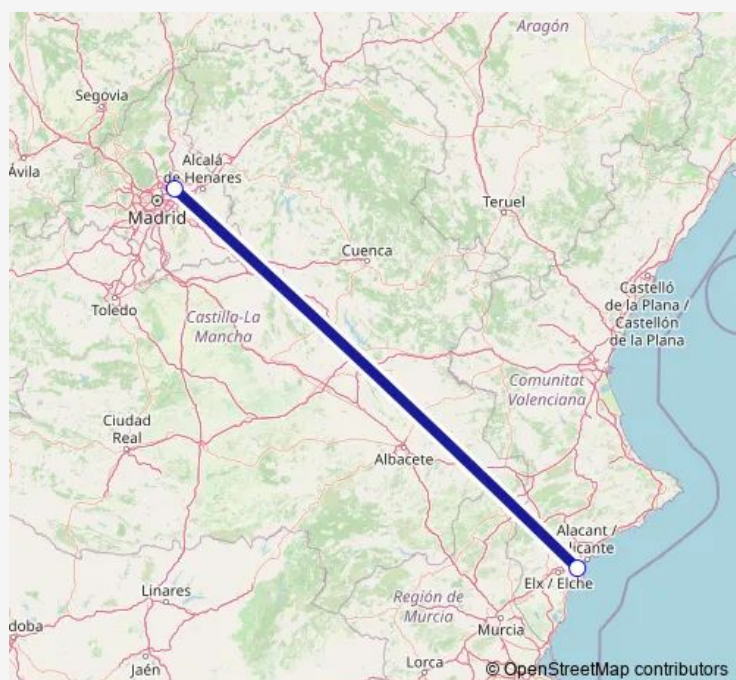 Aragón
Segovia
Ávila
Alcalá
de Henares
Madrid
Teruel
Cuenca
Toledo
Castelló
de la Plana /
Castellón
de la Plana
Castilla-La
Mancha
Comunitat
Valenciana
Ciudad
Real
Albacete
Alacant /
licante
Elx / Elche
Linares
Región de
Murcia
doba
Murcia
Jaén
Lorca
© OpenStreetMap contributors